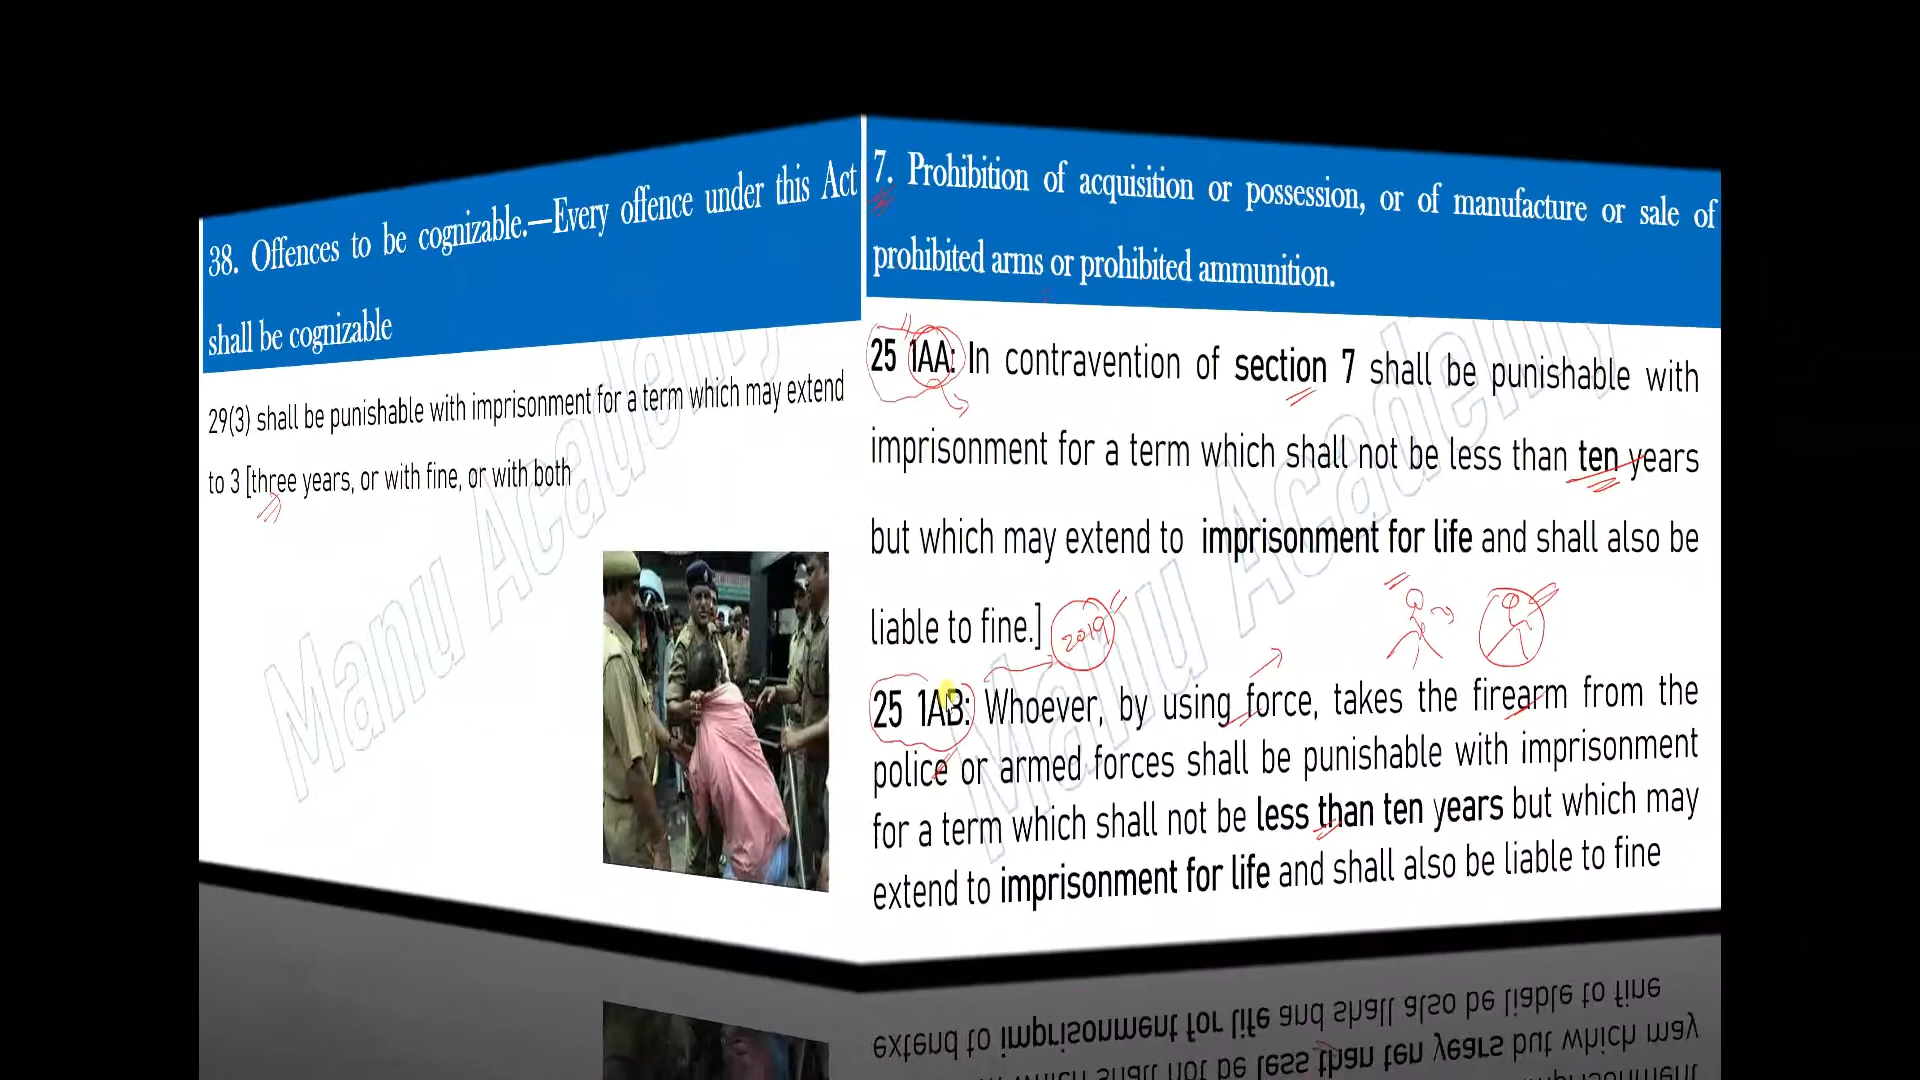 38. Offences to be cognizable.—Every offence under this Act
shall be cognizable
29(3) shall be punishable with imprisonment for a term which may extend
to 3 [three years, or with fine, or with both
7. Prohibition of acquisition or possession, or of manufacture or sale of
prohibited arms or prohibited ammunition.
25 1AA: In contravention of section 7 shall be punishable with
imprisonment for a term which shall not be less than ten years
but which may extend to imprisonment for life and shall also be
liable to fine.] 2019
25 1AB: Whoever, by using force, takes the firearm from the
police or armed forces shall be punishable with imprisonment
for a term which shall not be less than ten years but which may
extend to imprisonment for life and shall also be liable to fine
Manu Academy
Manu Academy